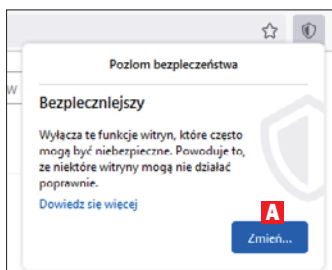 Poziom bezpieczeństwa
W
Bezpieczniejszy
Wyłącza te funkcje witryn, które często
mogą być niebezpieczne. Powoduje to,
że niektóre witryny mogą nie działać
poprawnie.
Dowiedz się więcej
A
Zmień...